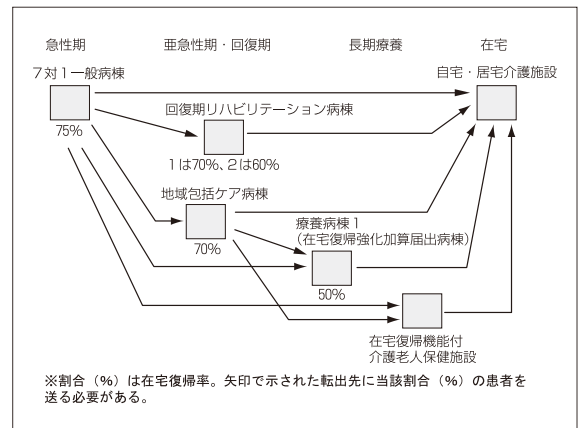 急性期 亜急性期・回復期 長期療養 在宅
7対1一般病棟
自宅・居宅介護施設
75%
回復期リハビリテーション病棟
1は70%、2は60%
地域包括ケア病棟
70%
療養病棟1
（在宅復帰強化加算届出病棟）
50%
在宅復帰機能付
介護老人保健施設
※割合（%）は在宅復帰率。矢印で示された転出先に当該割合（%）の患者を
送る必要がある。